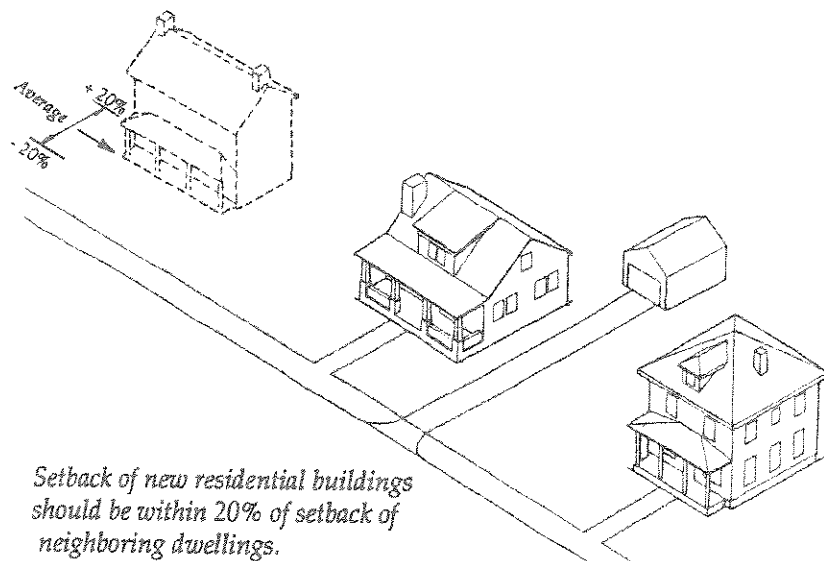 Average
+ 20%
- 20%
Setback of new residential buildings
should be within 20% of setback of
neighboring dwellings.